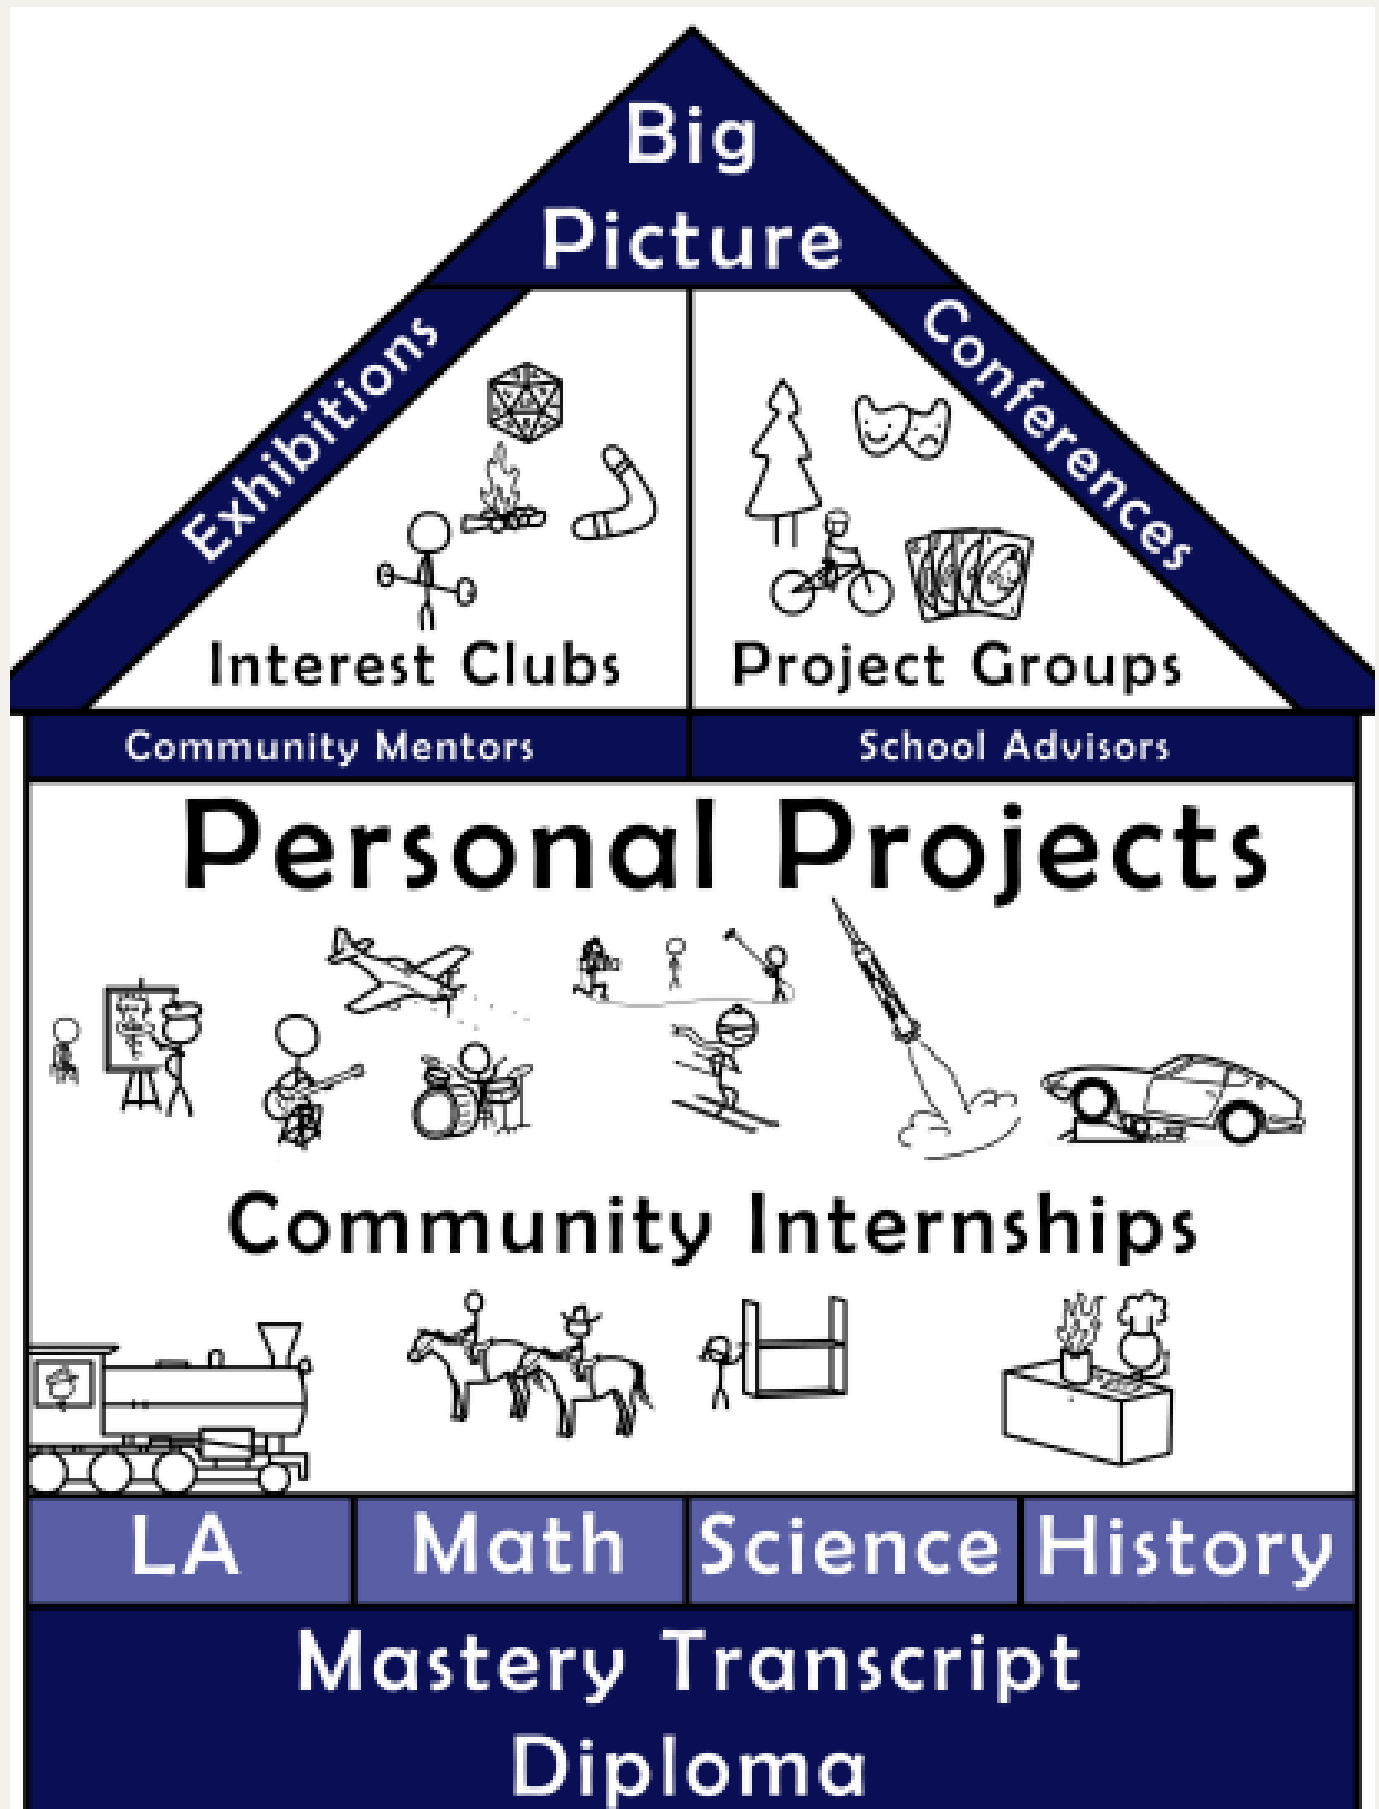 Big
Picture
Exhibitions
Conferences
Interest Clubs
Project Groups
Community Mentors
School Advisors
Personal Projects
Community Internships
LA
Math
Science
History
Mastery Transcript
Diploma